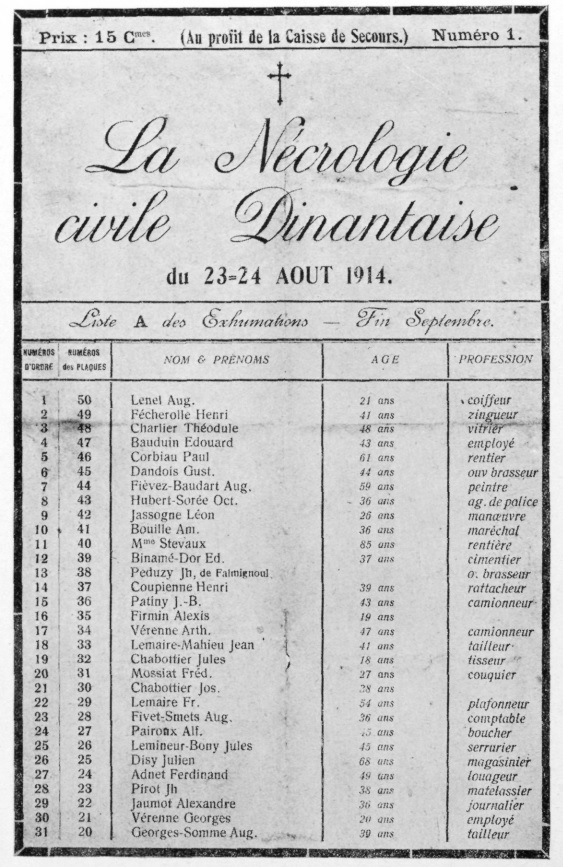 Prix : 15 Cmes. (Au profit de la Caisse de Secours.) Numéro 1.
La Nécrologie
civile Dinantaise
du 23=24 AOUT 1914.
Liste A des Exhumations — Fin Septembre.
NUMÉROS D'ORDRE NUMÉROS des PLAQUES NOM & PRÉNOMS AGE PROFESSION
1 50 Lenel Aug. 21 ans coiffeur
2 49 Fécherolle Henri 41 ans zingueur
3 48 Charlier Théodule 48 ans vitrier
4 47 Bauduin Edouard 43 ans employé
5 46 Corbiau Paul 61 ans rentier
6 45 Dandois Gust. 44 ans ouv brasseur
7 44 Fièvez-Baudart Aug. 59 ans peintre
8 43 Hubert-Sorée Oct. 36 ans ag. de palice
9 42 Jassogne Léon 26 ans manœuvre
10 41 Bouille Am. 36 ans maréchal
11 40 Mme Stevaux 85 ans rentière
12 39 Binamé-Dor Ed. 37 ans cimentier
13 38 Peduzy Jh, de Falmignoul o. brasseur
14 37 Coupienne Henri 39 ans rattacheur
15 36 Patiny J.-B. 43 ans camionneur
16 35 Firmin Alexis 19 ans
17 34 Vérenne Arth. 47 ans camionneur
18 33 Lemaire-Mahieu Jean 41 ans tailleur
19 32 Chabottier Jules 18 ans tisseur
20 31 Mossiat Fréd. 27 ans couquier
21 30 Chabottier Jos. ans
22 29 Lemaire Fr. 54 ans plafonneur
23 28 Fivet-Smets Aug. 36 ans comptable
24 27 Pairoux Alf. ans boucher
25 26 Lemineur-Bony Jules 45 ans serrurier
26 25 Disy Julien 68 ans magasinier
27 24 Adnet Ferdinand 49 ans louageur
28 23 Pirot Jh 38 ans matelassier
29 22 Jaumot Alexandre 36 ans journalier
30 21 Vérenne Georges 20 ans employé
31 20 Georges-Somme Aug. 39 ans tailleur